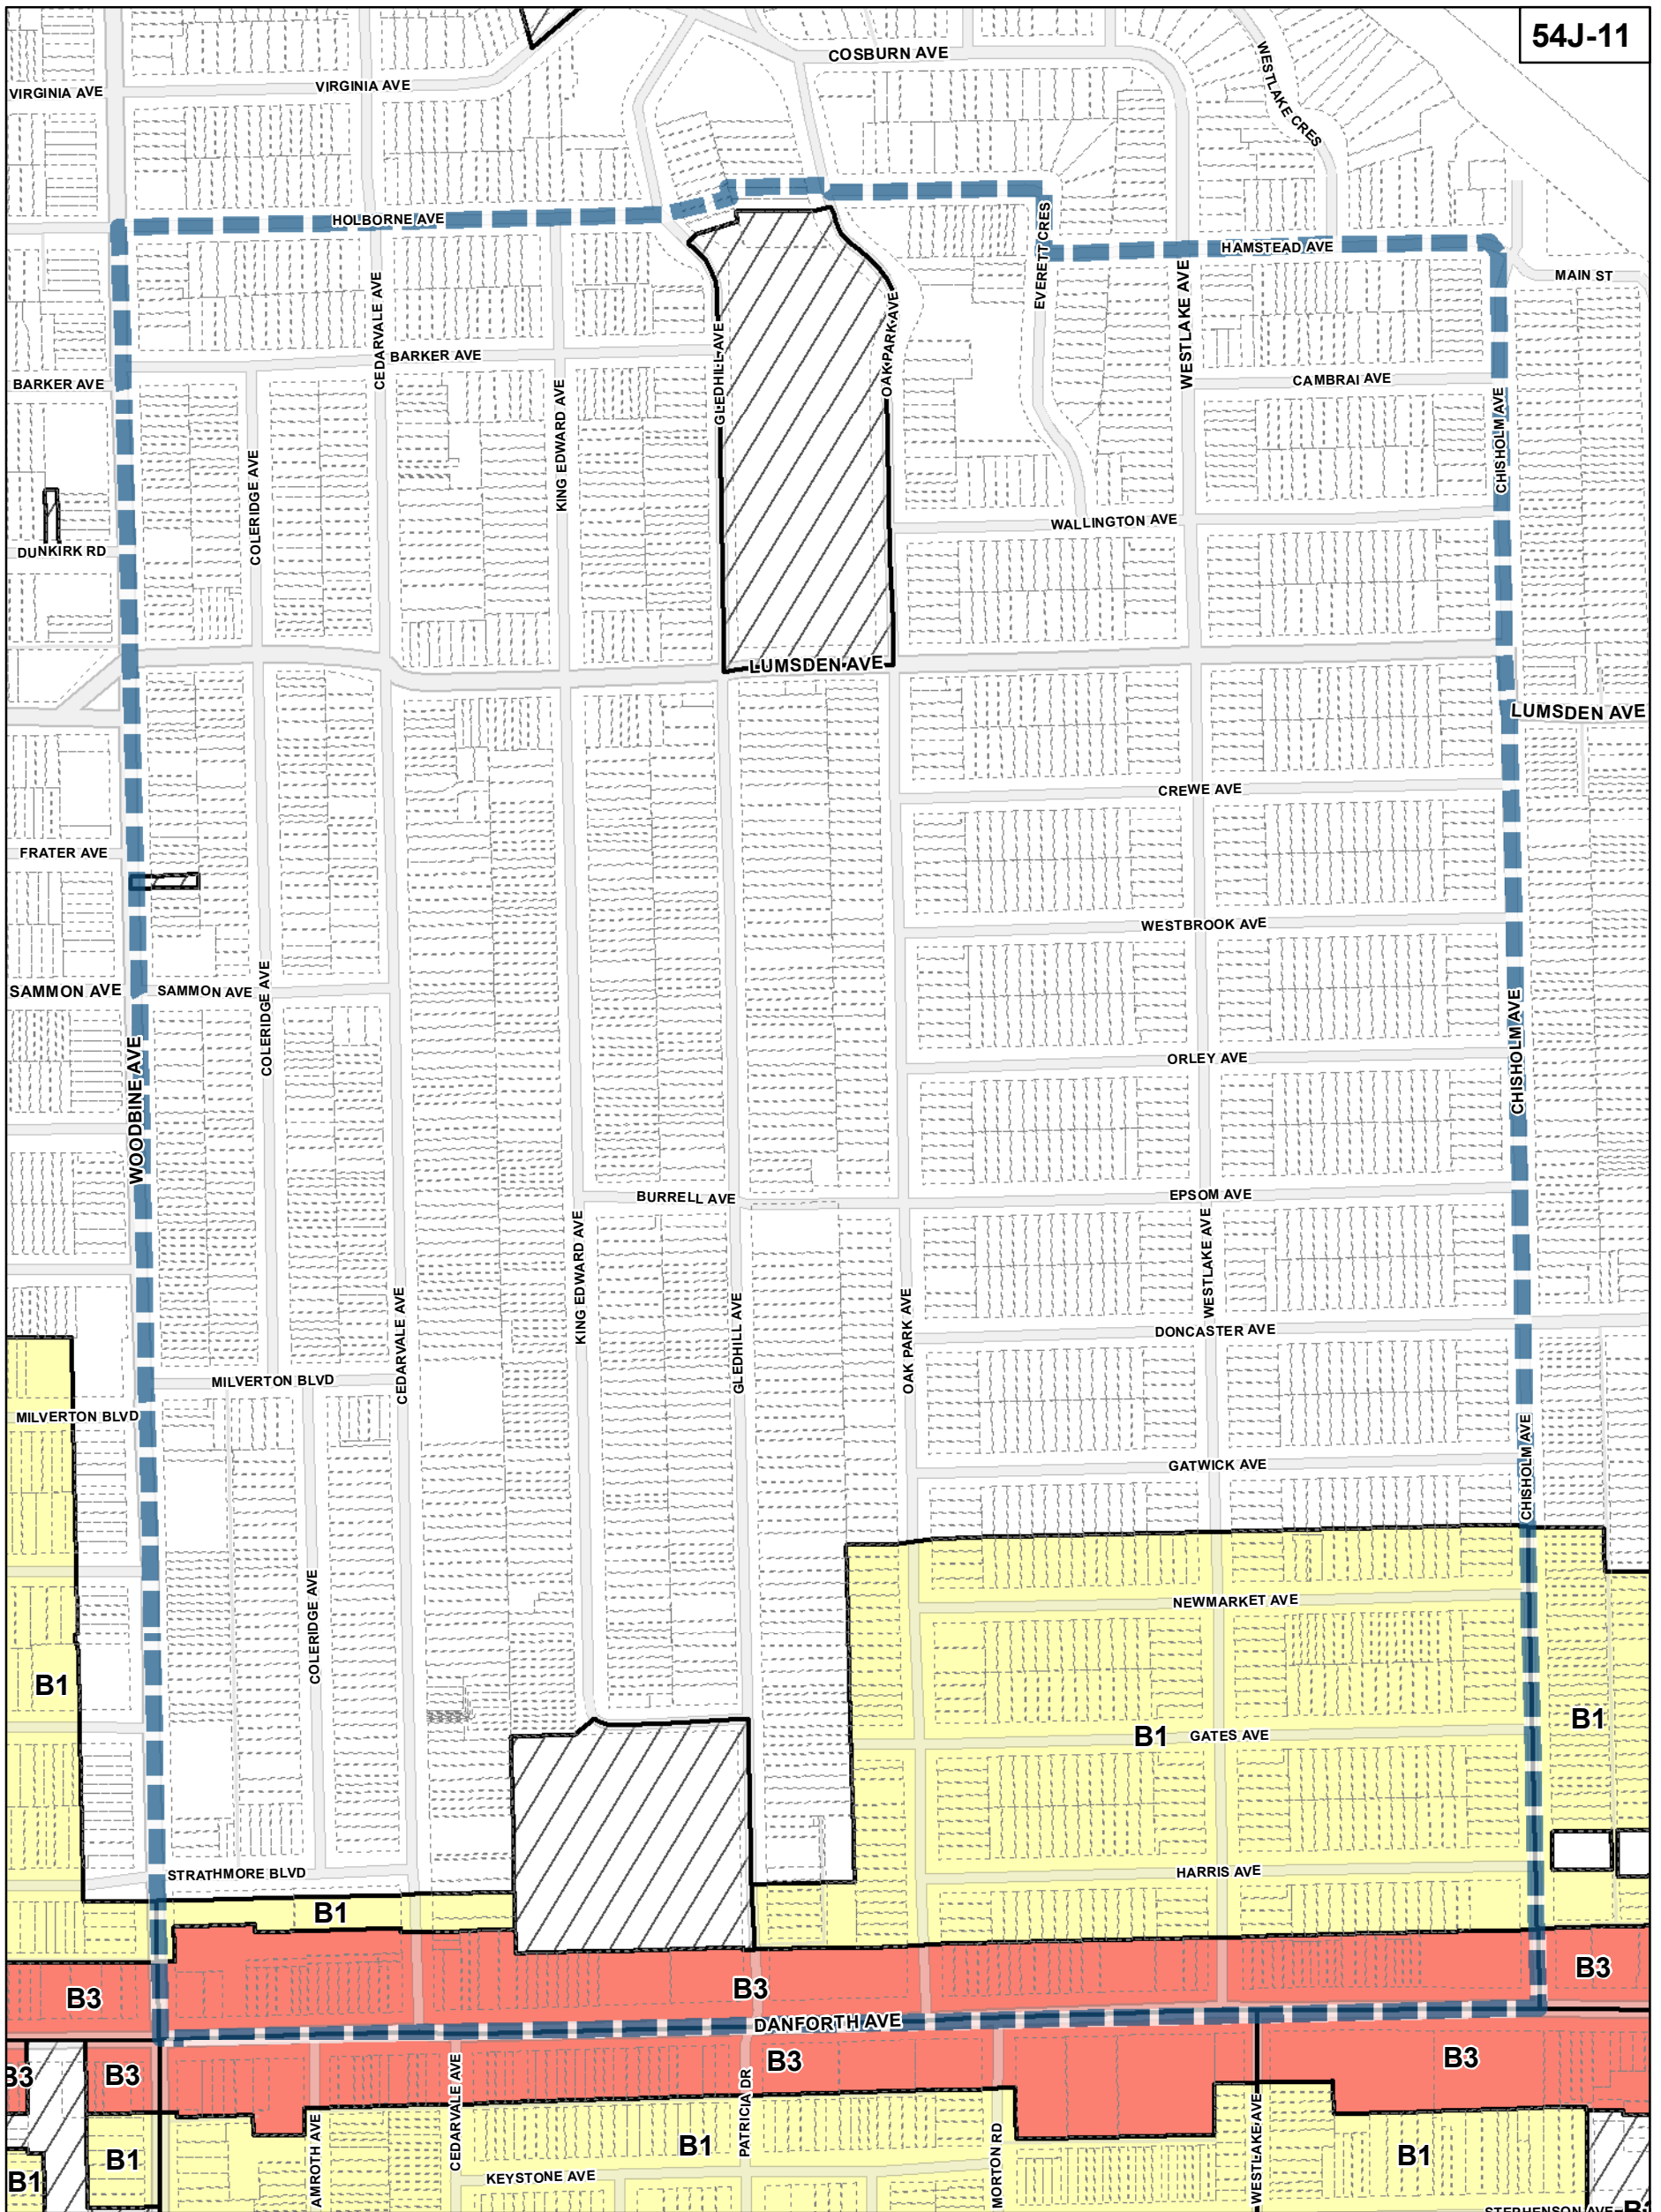 54J-11
COSBURN AVE
WESTLAKE CRES
VIRGINIA AVE
VIRGINIA AVE
HOLBORNE AVE
EVERETT CRES
HAMSTEAD AVE
MAIN ST
CEDARVALE AVE
WESTLAKE AVE
GLEDHILL AVE
OAK PARK AVE
BARKER AVE
BARKER AVE
CAMBRAI AVE
KING EDWARD AVE
CHISHOLM AVE
COLERIDGE AVE
WALLINGTON AVE
DUNKIRK RD
LUMSDEN AVE
LUMSDEN AVE
CREWE AVE
FRATER AVE
WESTBROOK AVE
SAMMON AVE
SAMMON AVE
COLERIDGE AVE
WOODBINE AVE
CHISHOLM AVE
ORLEY AVE
BURRELL AVE
EPSOM AVE
KING EDWARD AVE
WESTLAKE AVE
CEDARVALE AVE
GLEDHILL AVE
OAK PARK AVE
DONCASTER AVE
MILVERTON BLVD
MILVERTON BLVD
CHISHOLM AVE
GATWICK AVE
COLERIDGE AVE
NEWMARKET AVE
B1
B1
GATES AVE
B1
STRATHMORE BLVD
HARRIS AVE
B1
B3
B3
B3
DANFORTH AVE
B3
B3
B3
B3
CEDARVALE AVE
PATRICIA DR
AMROTH AVE
MORTON RD
WESTLAKE AVE
B1
B1
B1
B1
KEYSTONE AVE
STEPHENSON AVE